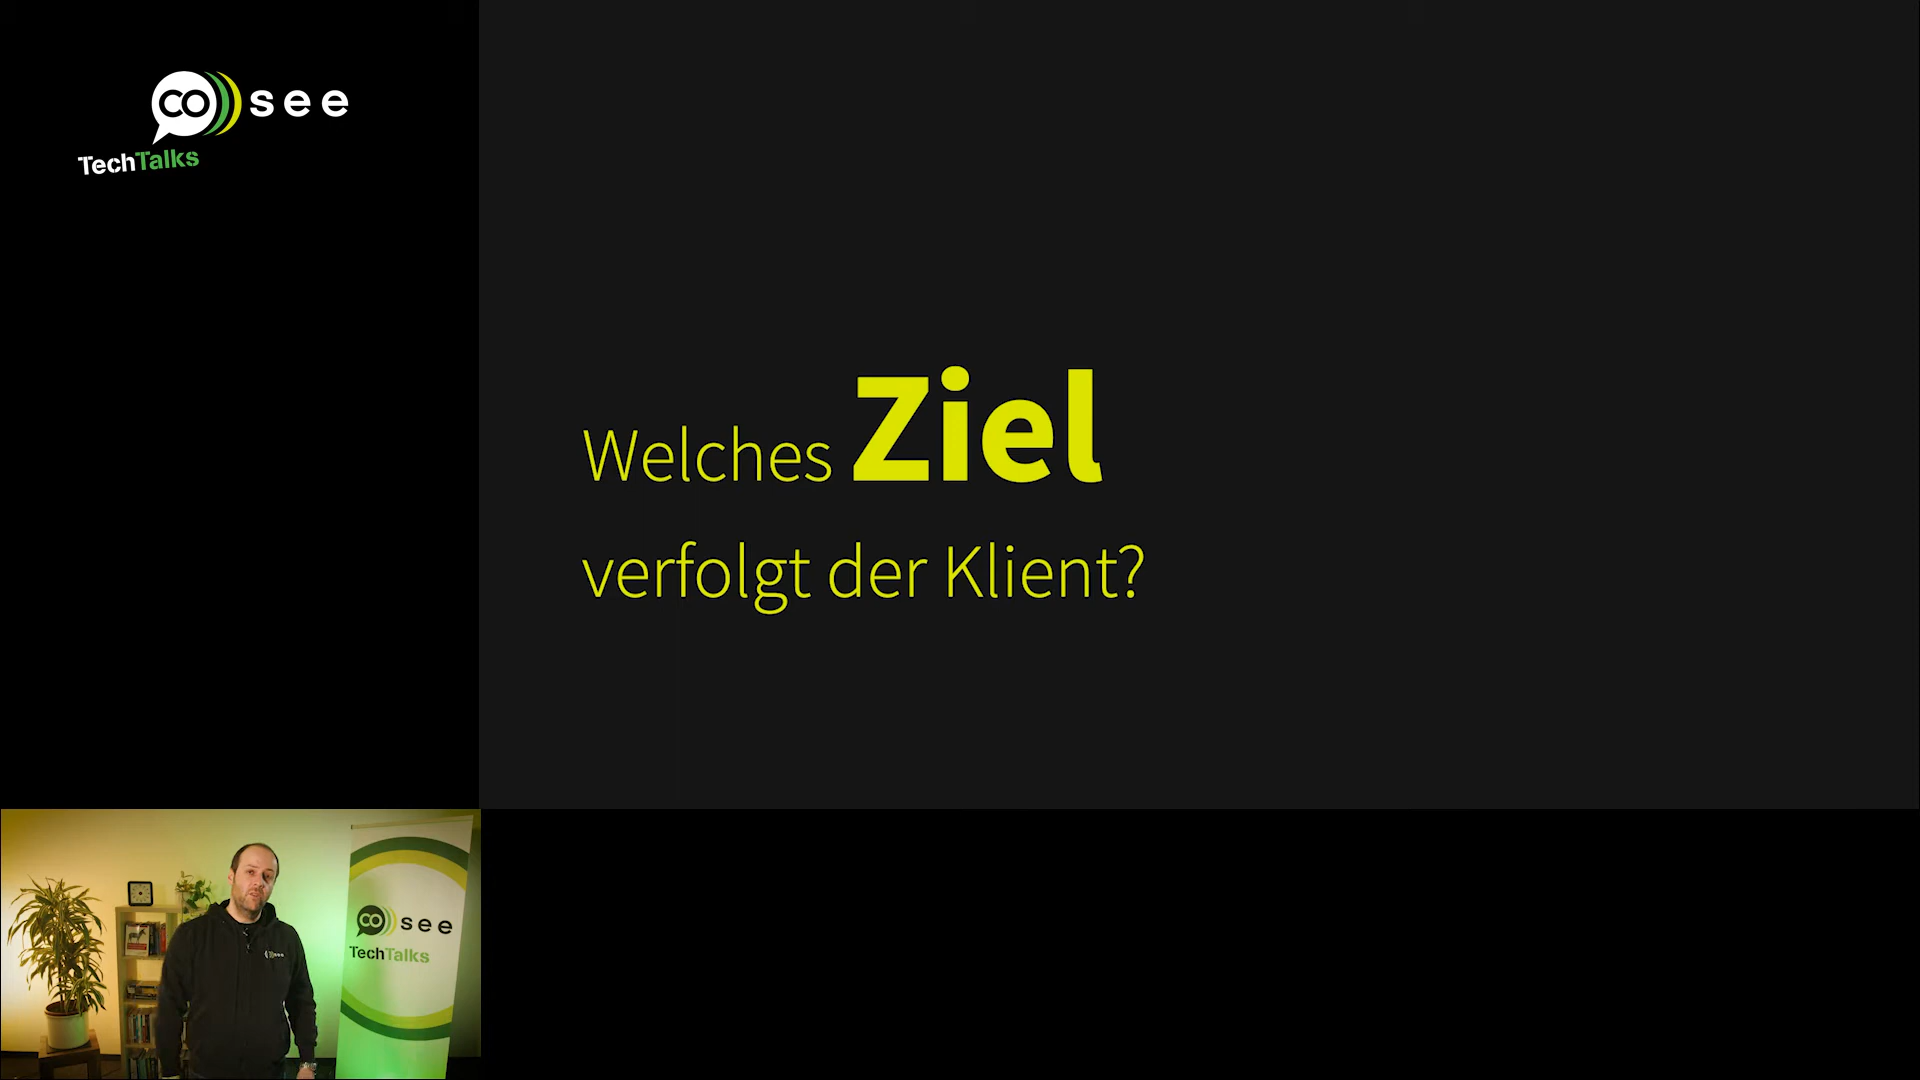 co see
TechTalks
Welches Ziel
verfolgt der Klient?
co see
TechTalks